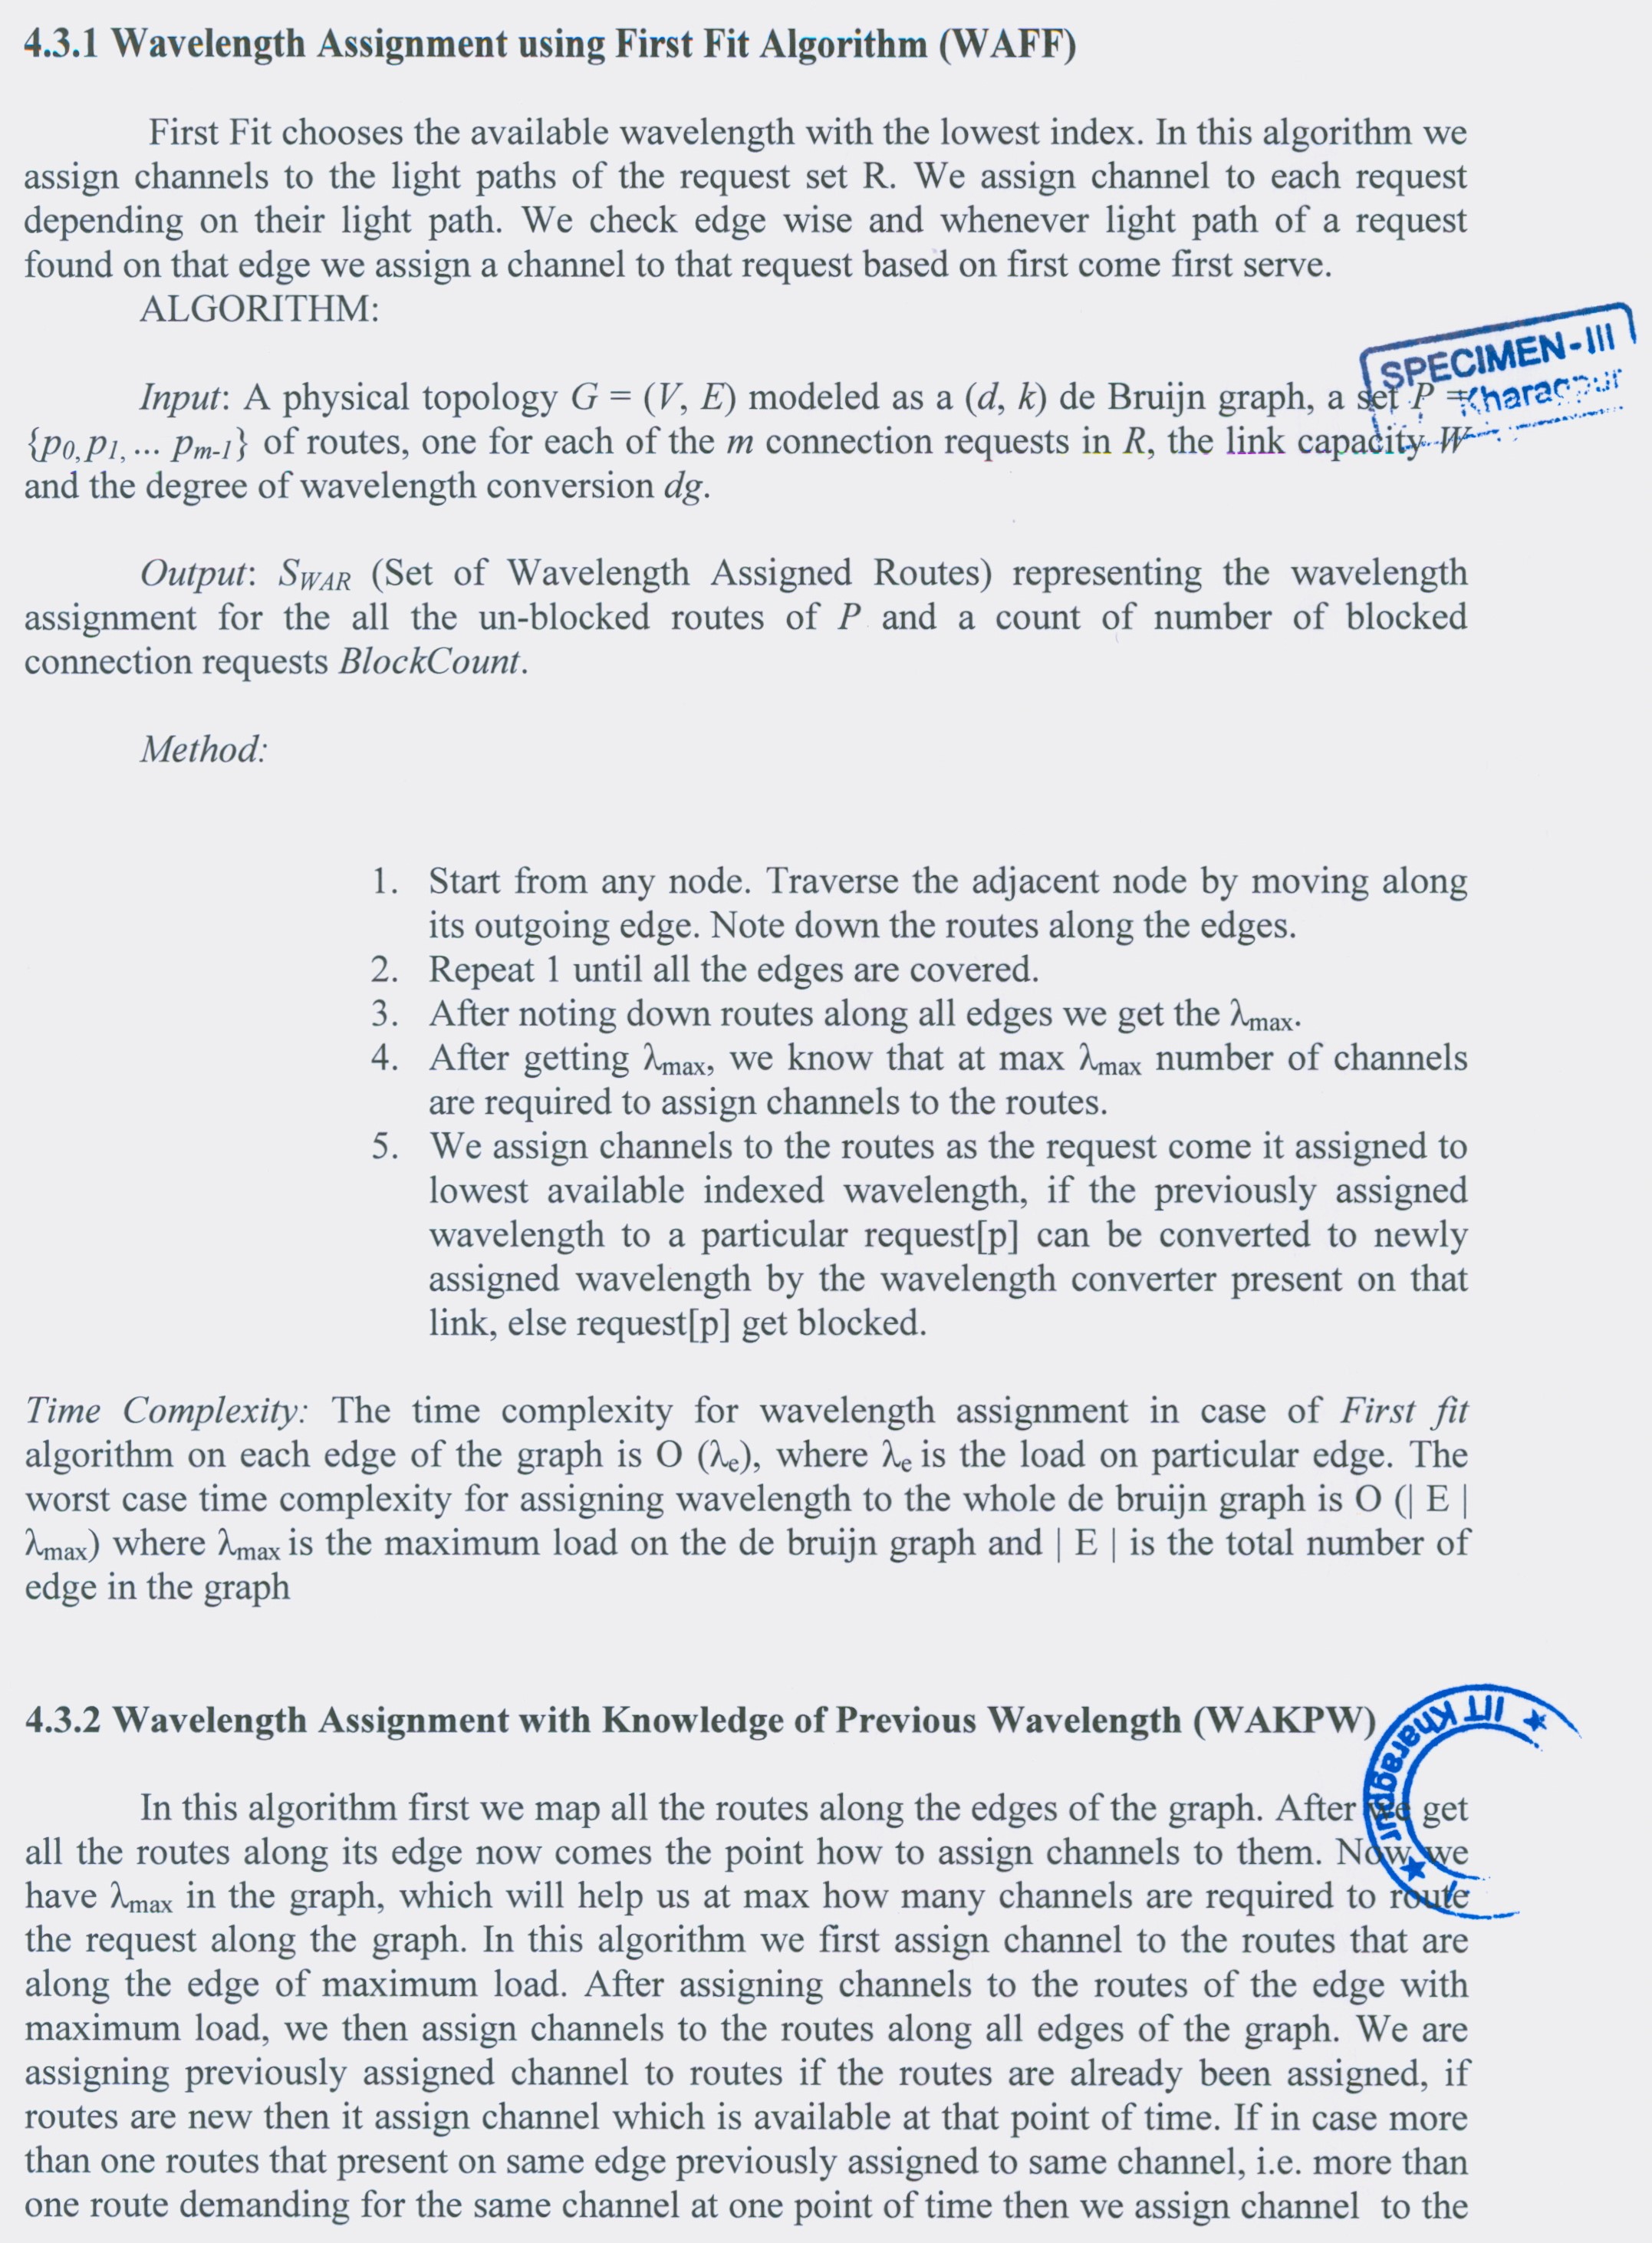 4.3.1 Wavelength Assignment using First Fit Algorithm (WAFF)
First Fit chooses the available wavelength with the lowest index. In this algorithm we
assign channels to the light paths of the request set R. We assign channel to each request
depending on their light path. We check edge wise and whenever light path of a request
found on that edge we assign a channel to that request based on first come first serve.
ALGORITHM:
SPECIMEN-III
Kharagpur
Input: A physical topology G = (V, E) modeled as a (d, k) de Bruijn graph, a set P =
{p0,p1, ... pm-1} of routes, one for each of the m connection requests in R, the link capacity W
and the degree of wavelength conversion dg.
Output: SWAR (Set of Wavelength Assigned Routes) representing the wavelength
assignment for the all the un-blocked routes of P and a count of number of blocked
connection requests BlockCount.
Method:
1. Start from any node. Traverse the adjacent node by moving along
its outgoing edge. Note down the routes along the edges.
2. Repeat 1 until all the edges are covered.
3. After noting down routes along all edges we get the λmax.
4. After getting λmax, we know that at max λmax number of channels
are required to assign channels to the routes.
5. We assign channels to the routes as the request come it assigned to
lowest available indexed wavelength, if the previously assigned
wavelength to a particular request[p] can be converted to newly
assigned wavelength by the wavelength converter present on that
link, else request[p] get blocked.
Time Complexity: The time complexity for wavelength assignment in case of First fit
algorithm on each edge of the graph is O (λe), where λe is the load on particular edge. The
worst case time complexity for assigning wavelength to the whole de bruijn graph is O (| E |
λmax) where λmax is the maximum load on the de bruijn graph and | E | is the total number of
edge in the graph
4.3.2 Wavelength Assignment with Knowledge of Previous Wavelength (WAKPW)
IIT Kharagpur
In this algorithm first we map all the routes along the edges of the graph. After we get
all the routes along its edge now comes the point how to assign channels to them. Now we
have λmax in the graph, which will help us at max how many channels are required to route
the request along the graph. In this algorithm we first assign channel to the routes that are
along the edge of maximum load. After assigning channels to the routes of the edge with
maximum load, we then assign channels to the routes along all edges of the graph. We are
assigning previously assigned channel to routes if the routes are already been assigned, if
routes are new then it assign channel which is available at that point of time. If in case more
than one routes that present on same edge previously assigned to same channel, i.e. more than
one route demanding for the same channel at one point of time then we assign channel to the